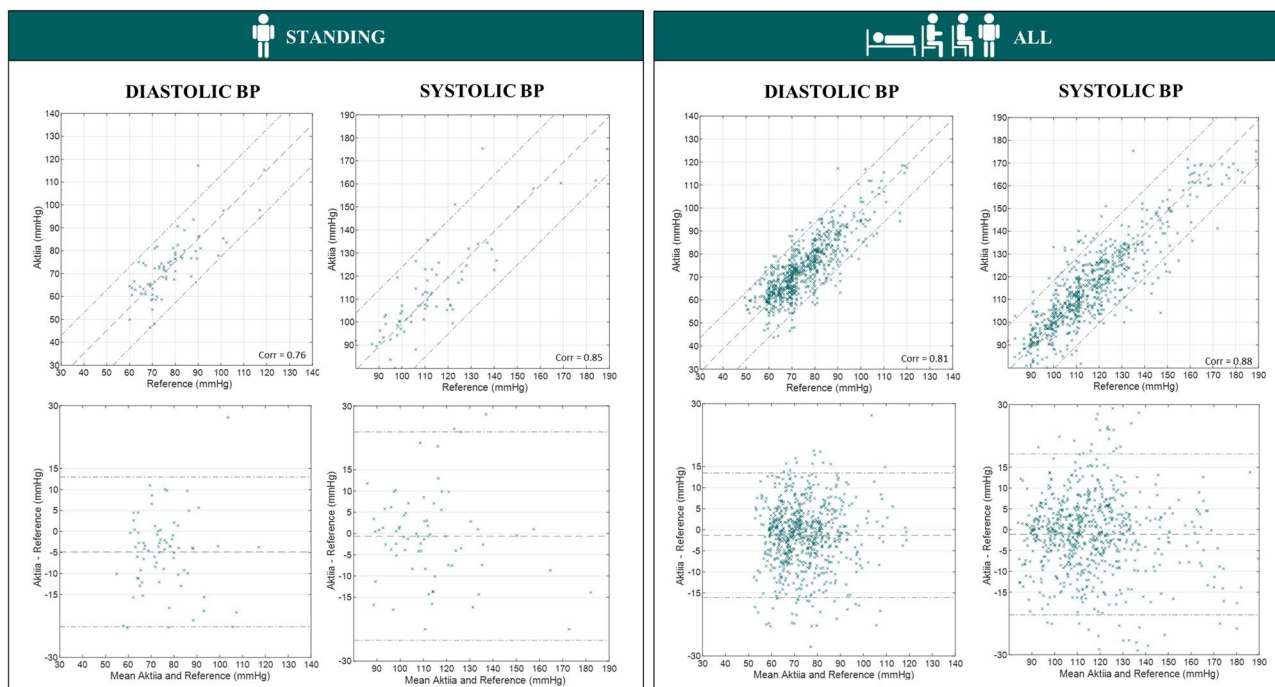 STANDING
DIASTOLIC BP
SYSTOLIC BP
140
130
120
110
100
90
80
70
60
50
40
30
Aktiia (mmHg)
30 40 50 60 70 80 90 100 110 120 130 140
Reference (mmHg)
Corr = 0.76
190
180
170
160
150
140
130
120
110
100
90
Aktiia (mmHg)
90 100 110 120 130 140 150 160 170 180 190
Reference (mmHg)
Corr = 0.85
30
15
10
5
0
-5
-10
-15
-30
Aktiia - Reference (mmHg)
30 40 50 60 70 80 90 100 110 120 130 140
Mean Aktiia and Reference (mmHg)
30
15
10
5
0
-5
-10
-15
-30
Aktiia - Reference (mmHg)
90 100 110 120 130 140 150 160 170 180 190
Mean Aktiia and Reference (mmHg)
ALL
DIASTOLIC BP
SYSTOLIC BP
140
130
120
110
100
90
80
70
60
50
40
30
Aktiia (mmHg)
30 40 50 60 70 80 90 100 110 120 130 140
Reference (mmHg)
Corr = 0.81
190
180
170
160
150
140
130
120
110
100
90
80
Aktiia (mmHg)
90 100 110 120 130 140 150 160 170 180 190
Reference (mmHg)
Corr = 0.88
30
15
10
5
0
-5
-10
-15
-30
Aktiia - Reference (mmHg)
30 40 50 60 70 80 90 100 110 120 130 140
Mean Aktiia and Reference (mmHg)
30
15
10
5
0
-5
-10
-15
-30
Aktiia - Reference (mmHg)
90 100 110 120 130 140 150 160 170 180 190
Mean Aktiia and Reference (mmHg)